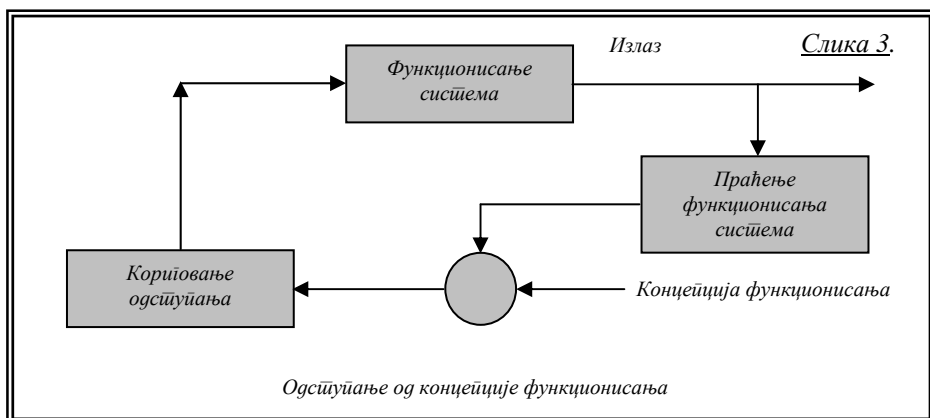 Излаз
Слика 3.
Функционисање
система
Праћење
функционисања
система
Кориговање
одступања
Концепција функционисања
Одступање од концепције функционисања